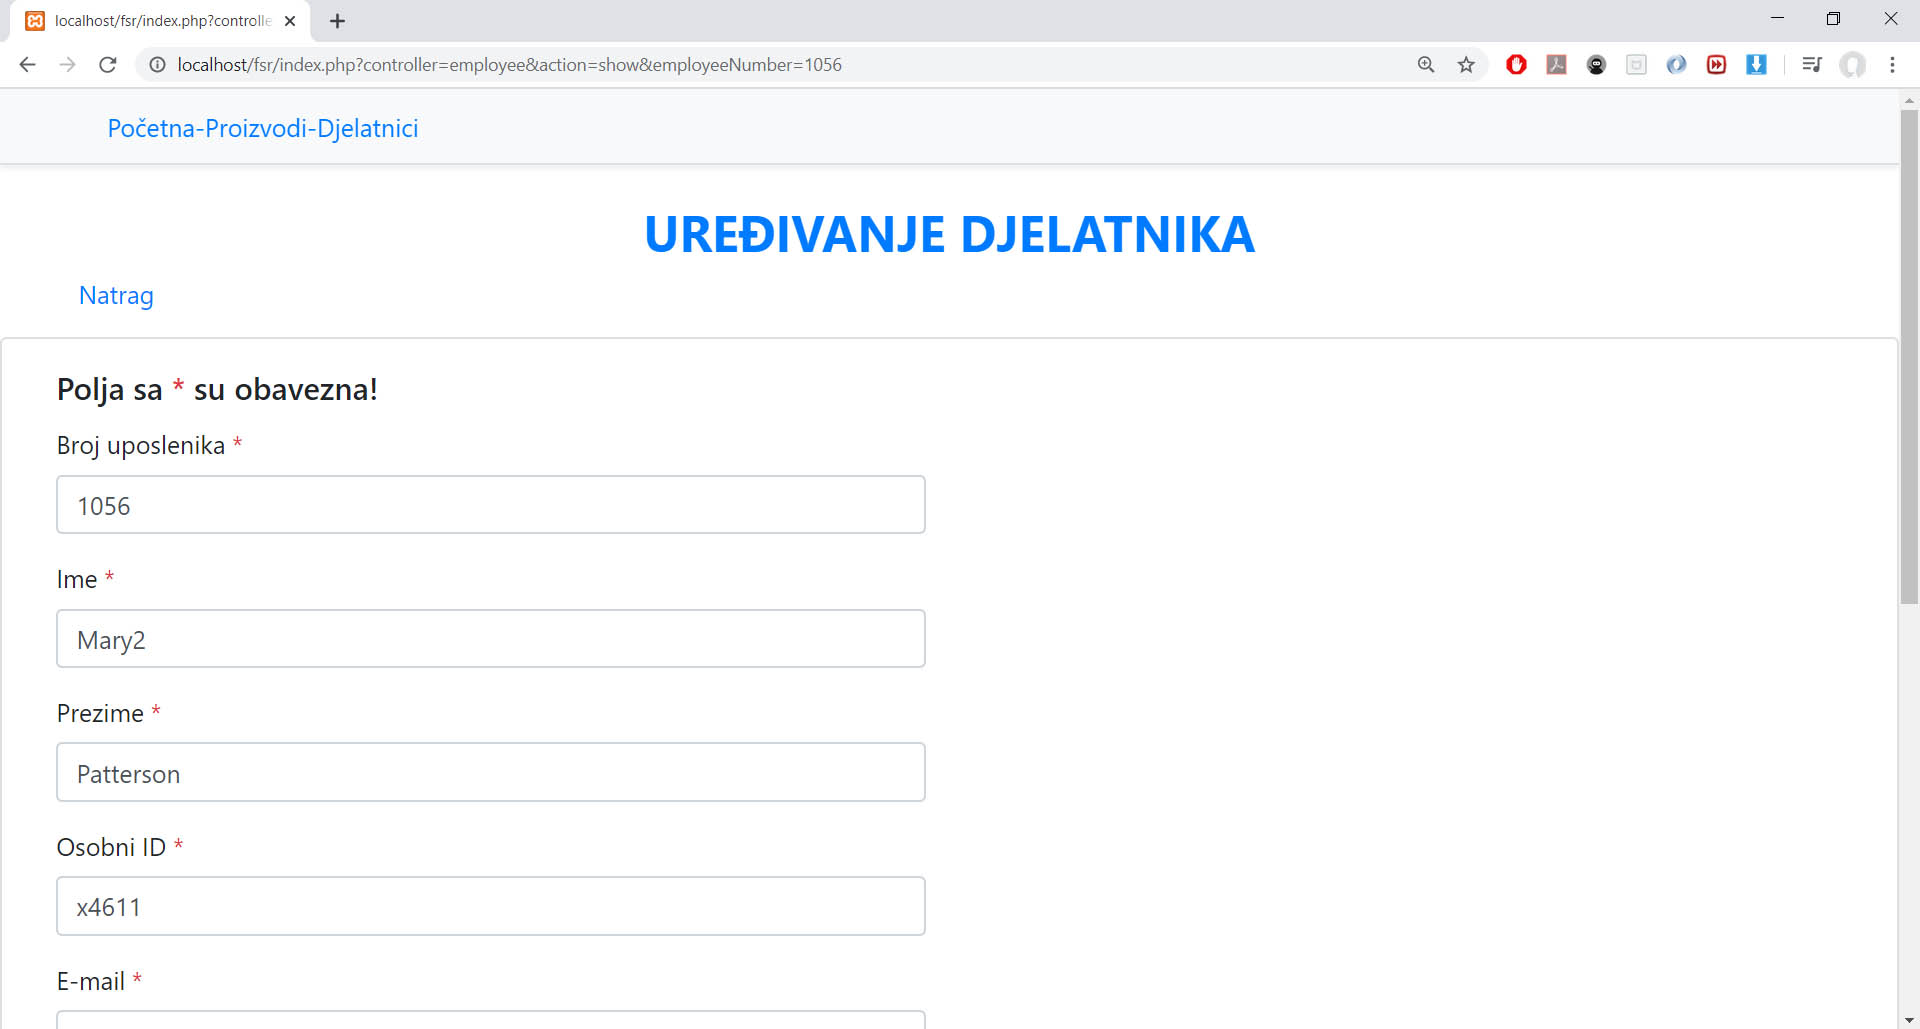 localhost/fsr/index.php?controlle
localhost/fsr/index.php?controller=employee&action=show&employeeNumber=1056
Početna-Proizvodi-Djelatnici
UREĐIVANJE DJELATNIKA
Natrag
Polja sa * su obavezna!
Broj uposlenika *
1056
Ime *
Mary2
Prezime *
Patterson
Osobni ID *
x4611
E-mail *